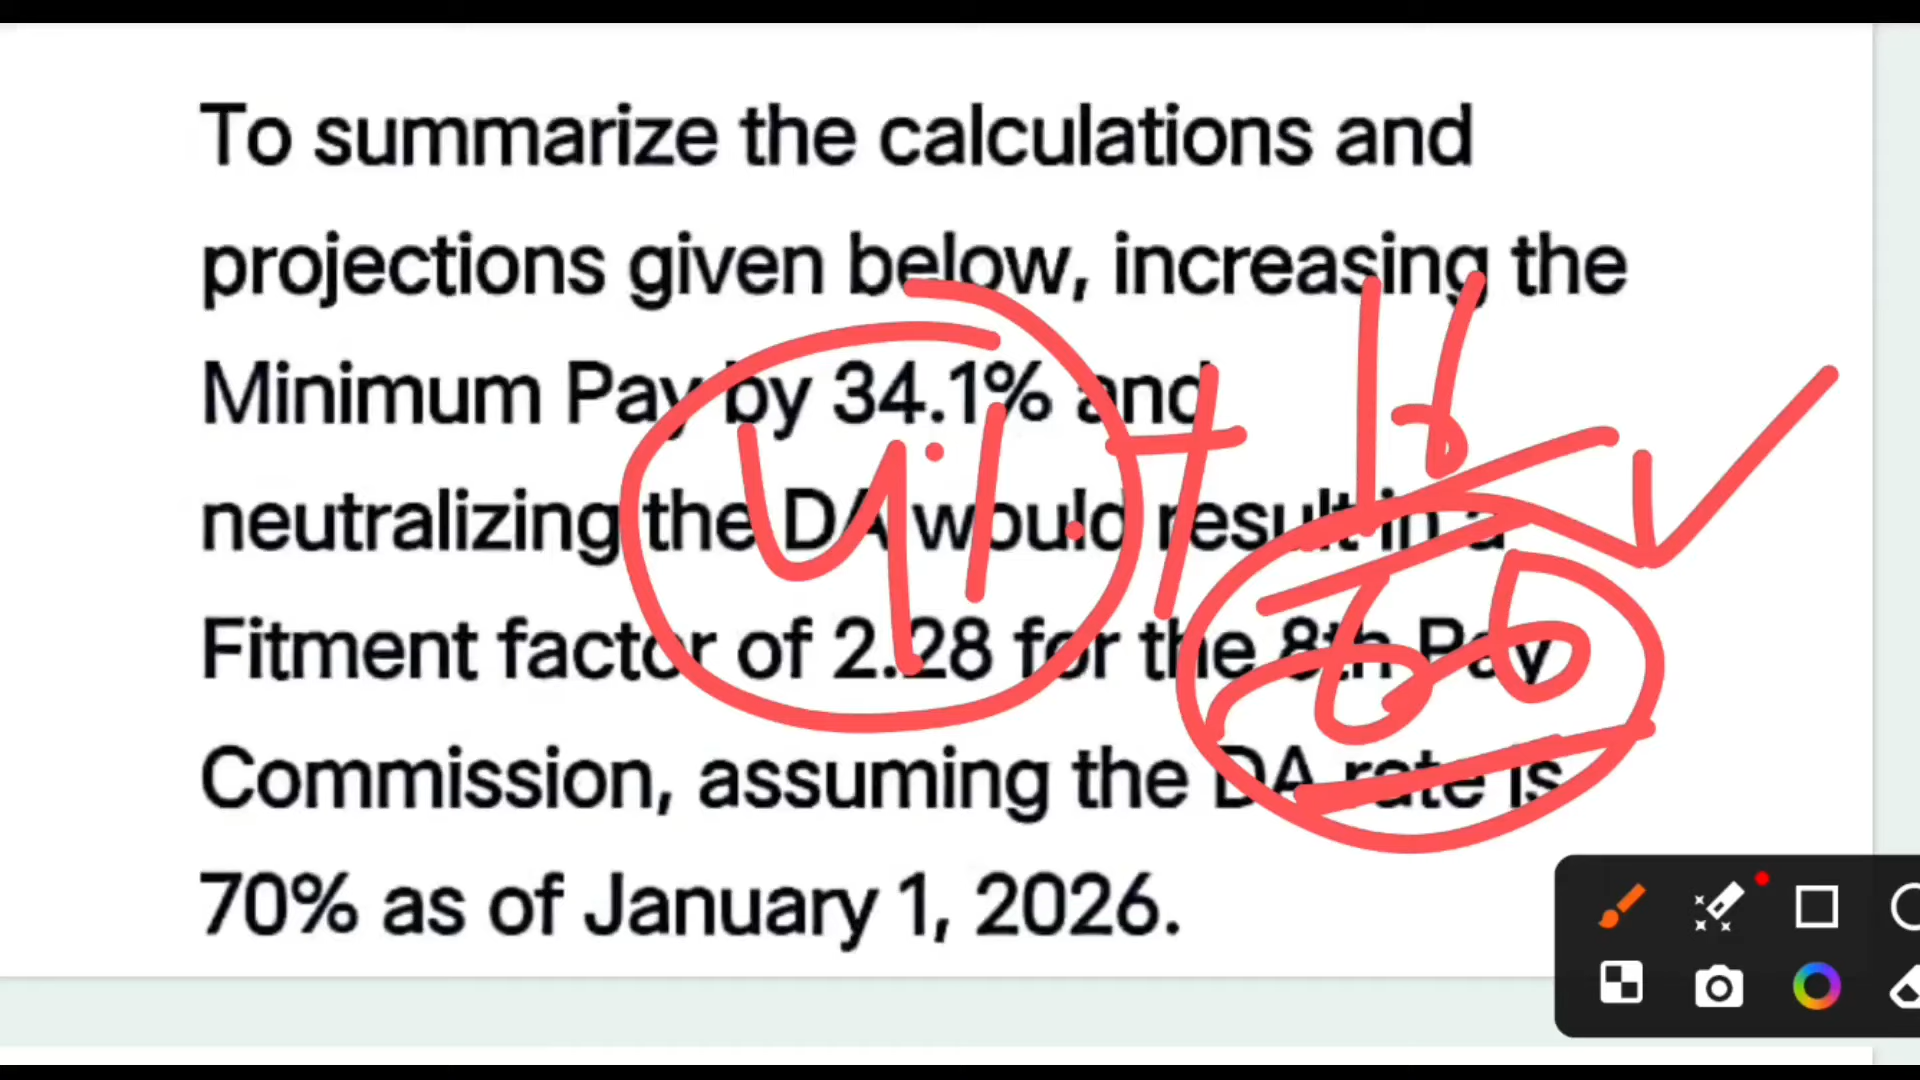 To summarize the calculations and
projections given below, increasing the
Minimum Pay by 34.1% and
neutralizing the DA would result in a
Fitment factor of 2.28 for the 8th Pay
Commission, assuming the DA rate is
70% as of January 1, 2026.